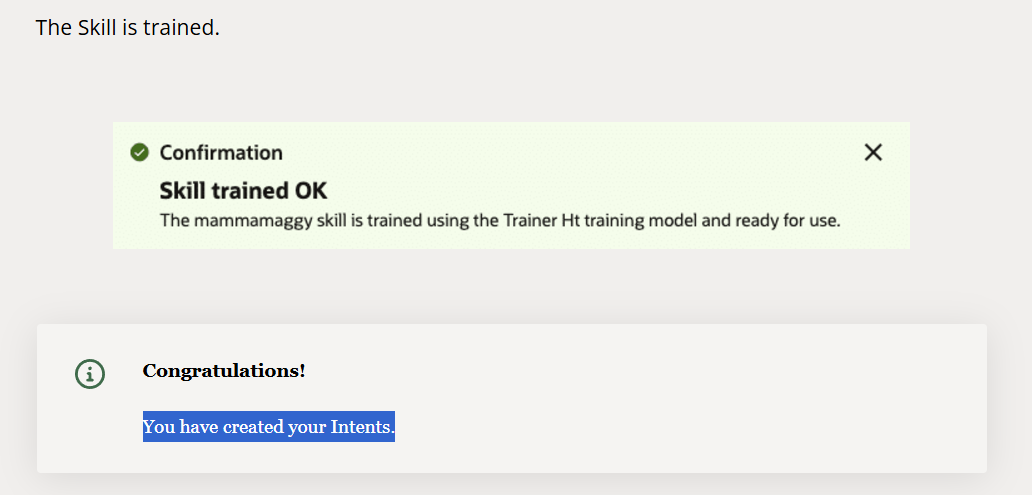 The Skill is trained.
Confirmation
Skill trained OK
The mammamaggy skill is trained using the Trainer Ht training model and ready for use.
Congratulations!
You have created your Intents.